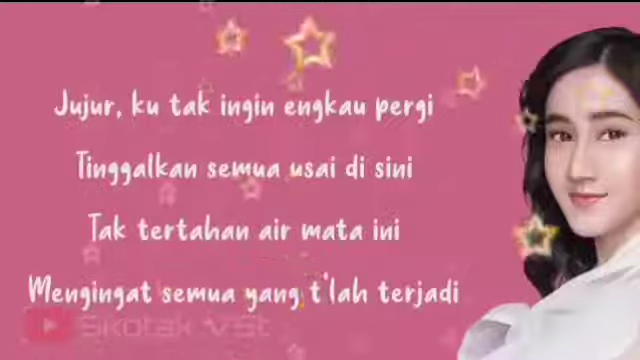 Jujur, ku tak ingin engkau pergi
Tinggalkan semua usai di sini
Tak tertahan air mata ini
Mengingat semua yang t'lah terjadi
Skotak VSt